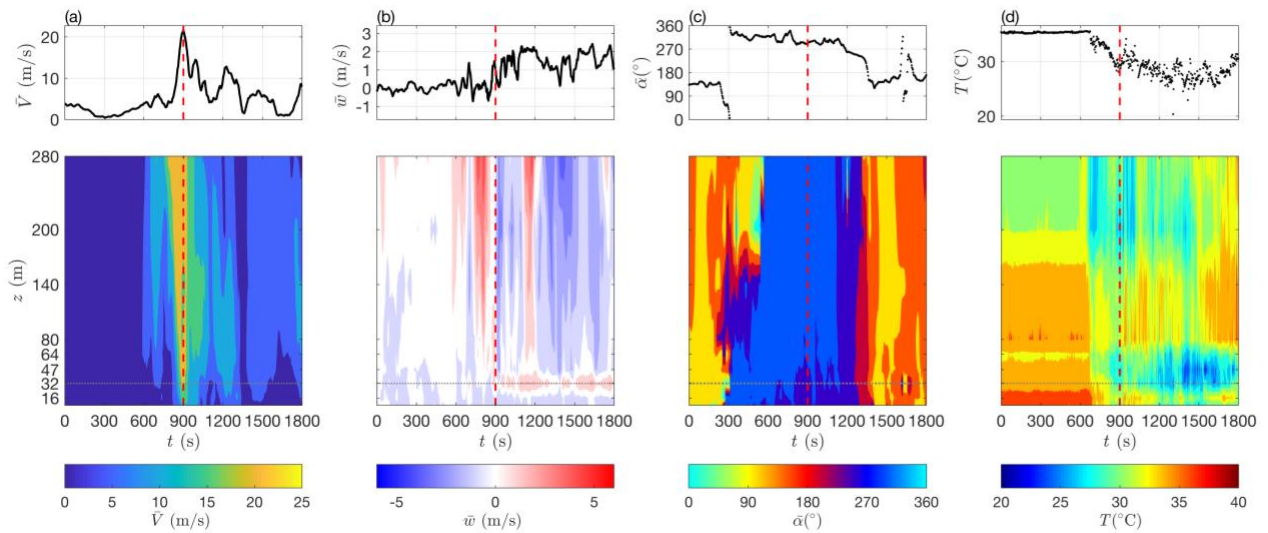 (a)
20
10
0
V̄ (m/s)
(b)
3
2
1
0
-1
w̄ (m/s)
(c)
360
270
180
90
0
ᾱ(°)
(d)
30
20
T(°C)
280
200
140
80
64
47
32
16
z (m)
0 300 600 900 1200 1500 1800
t (s)
0 300 600 900 1200 1500 1800
t (s)
0 300 600 900 1200 1500 1800
t (s)
0 300 600 900 1200 1500 1800
t (s)
0 5 10 15 20 25
V̄ (m/s)
-5 0 5
w̄ (m/s)
0 90 180 270 360
ᾱ(°)
20 25 30 35 40
T(°C)